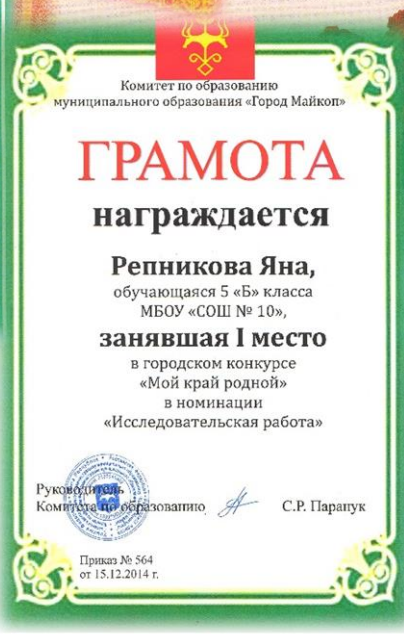 Комитет по образованию
муниципального образования «Город Майкоп»
ГРАМОТА
награждается
Репникова Яна,
обучающаяся 5 «Б» класса
МБОУ «СОШ № 10»,
занявшая I место
в городском конкурсе
«Мой край родной»
в номинации
«Исследовательская работа»
Руководитель
Комитета по образованию С.Р. Паранук
Приказ № 564
от 15.12.2014 г.